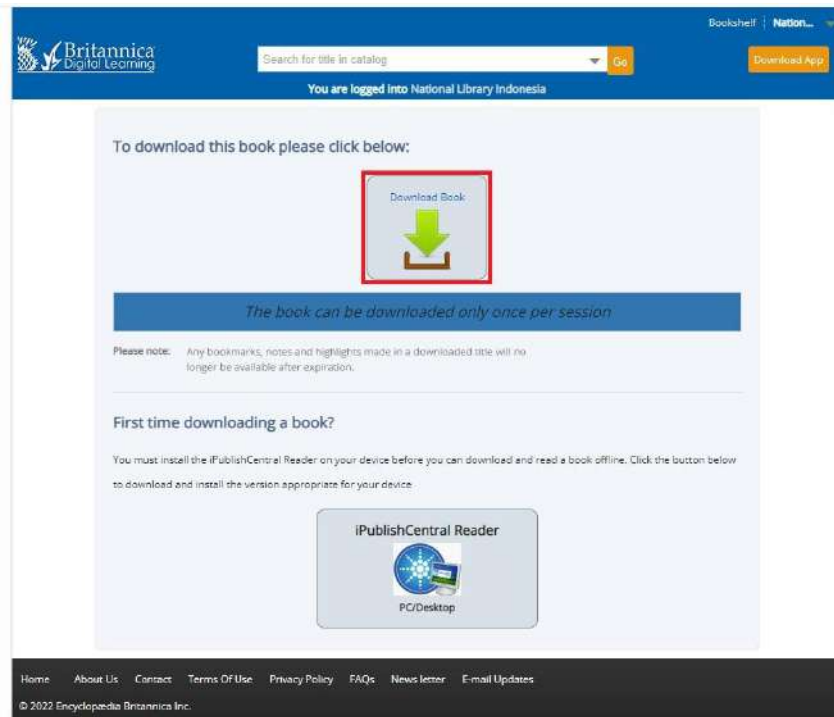 Bookshelf Nation...
Britannica
Digital Learning
Search for title in catalog
Go
Download App
You are logged into National Library Indonesia
To download this book please click below:
Download Book
The book can be downloaded only once per session
Please note: Any bookmarks, notes and highlights made in a downloaded title will no
longer be available after expiration.
First time downloading a book?
You must install the iPublishCentral Reader on your device before you can download and read a book offline. Click the button below
to download and install the version appropriate for your device
iPublishCentral Reader
PC/Desktop
Home About Us Contact Terms Of Use Privacy Policy FAQs News letter E-mail Updates
© 2022 Encyclopædia Britannica Inc.